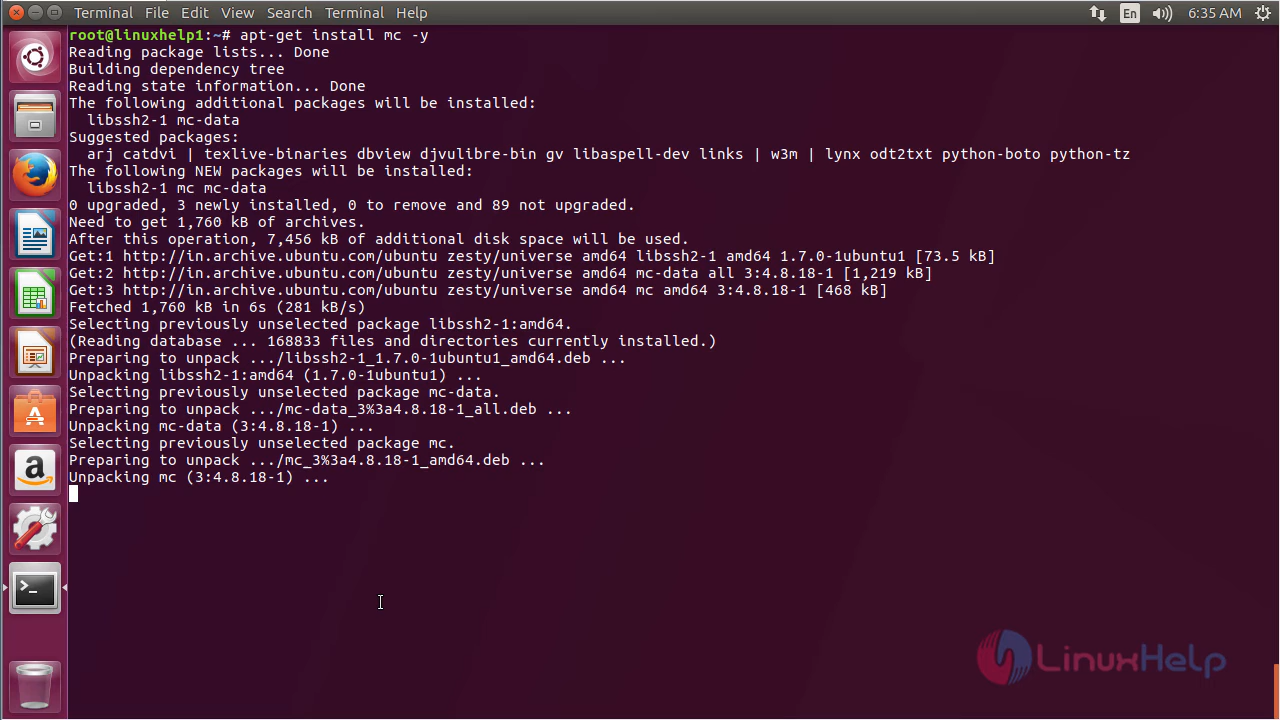 Terminal File Edit View Search Terminal Help En 6:35 AM
root@linuxhelp1:~# apt-get install mc -y
Reading package lists... Done
Building dependency tree
Reading state information... Done
The following additional packages will be installed:
  libssh2-1 mc-data
Suggested packages:
  arj catdvi | texlive-binaries dbview djvulibre-bin gv libaspell-dev links | w3m | lynx odt2txt python-boto python-tz
The following NEW packages will be installed:
  libssh2-1 mc mc-data
0 upgraded, 3 newly installed, 0 to remove and 89 not upgraded.
Need to get 1,760 kB of archives.
After this operation, 7,456 kB of additional disk space will be used.
Get:1 http://in.archive.ubuntu.com/ubuntu zesty/universe amd64 libssh2-1 amd64 1.7.0-1ubuntu1 [73.5 kB]
Get:2 http://in.archive.ubuntu.com/ubuntu zesty/universe amd64 mc-data all 3:4.8.18-1 [1,219 kB]
Get:3 http://in.archive.ubuntu.com/ubuntu zesty/universe amd64 mc amd64 3:4.8.18-1 [468 kB]
Fetched 1,760 kB in 6s (281 kB/s)
Selecting previously unselected package libssh2-1:amd64.
(Reading database ... 168833 files and directories currently installed.)
Preparing to unpack .../libssh2-1_1.7.0-1ubuntu1_amd64.deb ...
Unpacking libssh2-1:amd64 (1.7.0-1ubuntu1) ...
Selecting previously unselected package mc-data.
Preparing to unpack .../mc-data_3%3a4.8.18-1_all.deb ...
Unpacking mc-data (3:4.8.18-1) ...
Selecting previously unselected package mc.
Preparing to unpack .../mc_3%3a4.8.18-1_amd64.deb ...
Unpacking mc (3:4.8.18-1) ...
LinuxHelp